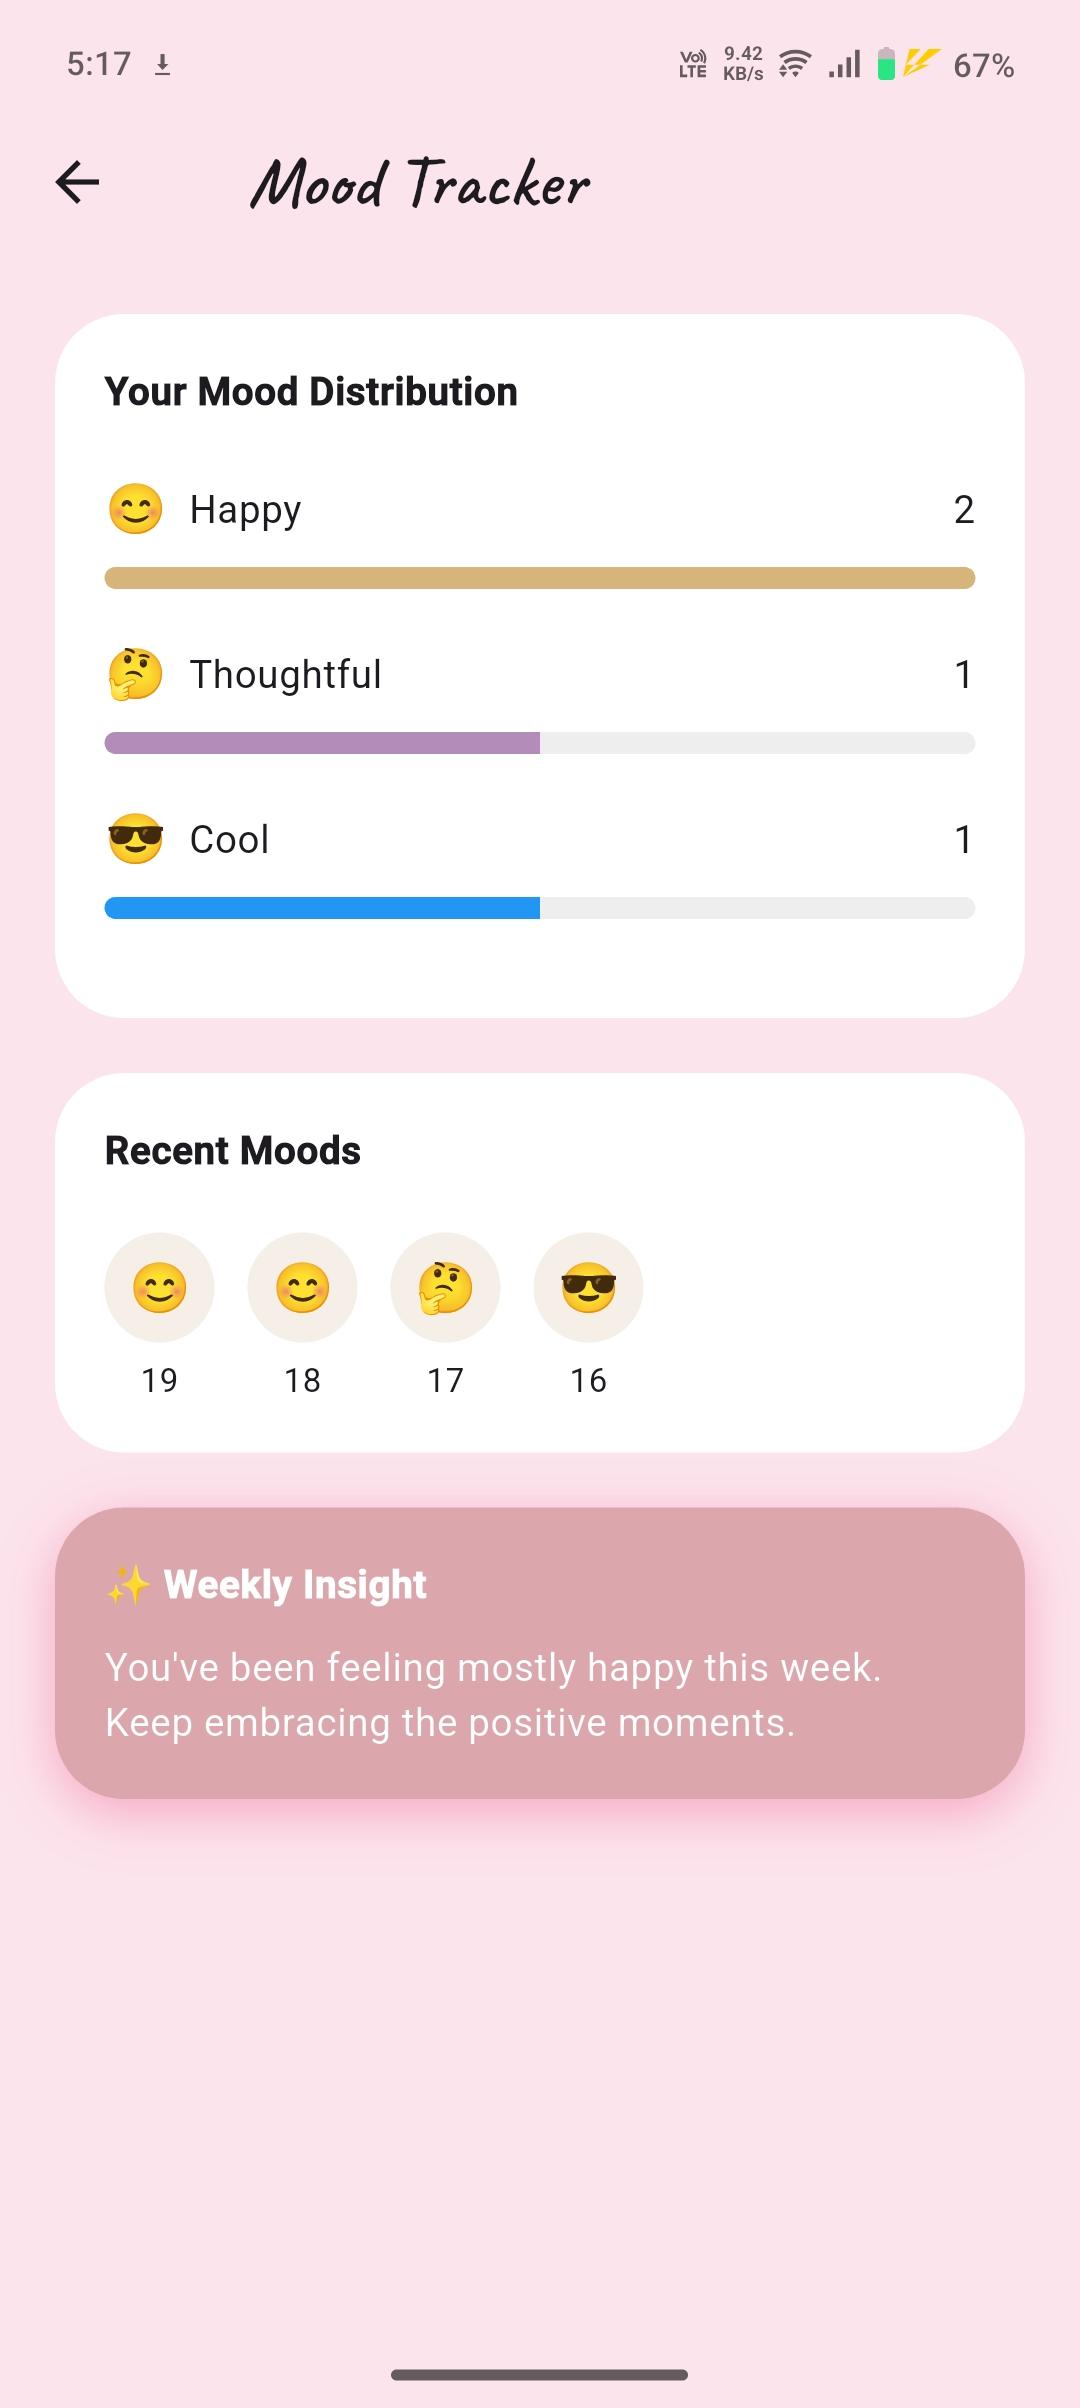 5:17 VoLTE 9.42 KB/s 67%
Mood Tracker
Your Mood Distribution
😊 Happy 2
🤔 Thoughtful 1
😎 Cool 1
Recent Moods
😊 😊 🤔 😎
19 18 17 16
✨ Weekly Insight
You've been feeling mostly happy this week.
Keep embracing the positive moments.